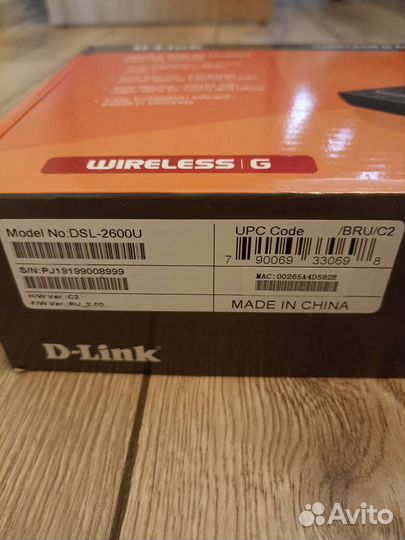 D-Link
WIRELESS | G
Model No:DSL-2600U
UPC Code /BRU/C2
7 90069 33069 8
S/N:PJ19199008999
MAC:00265A4D582E
H/W Ver.:C2
F/W Ver.:RU_2.00
MADE IN CHINA
D-Link
Avito